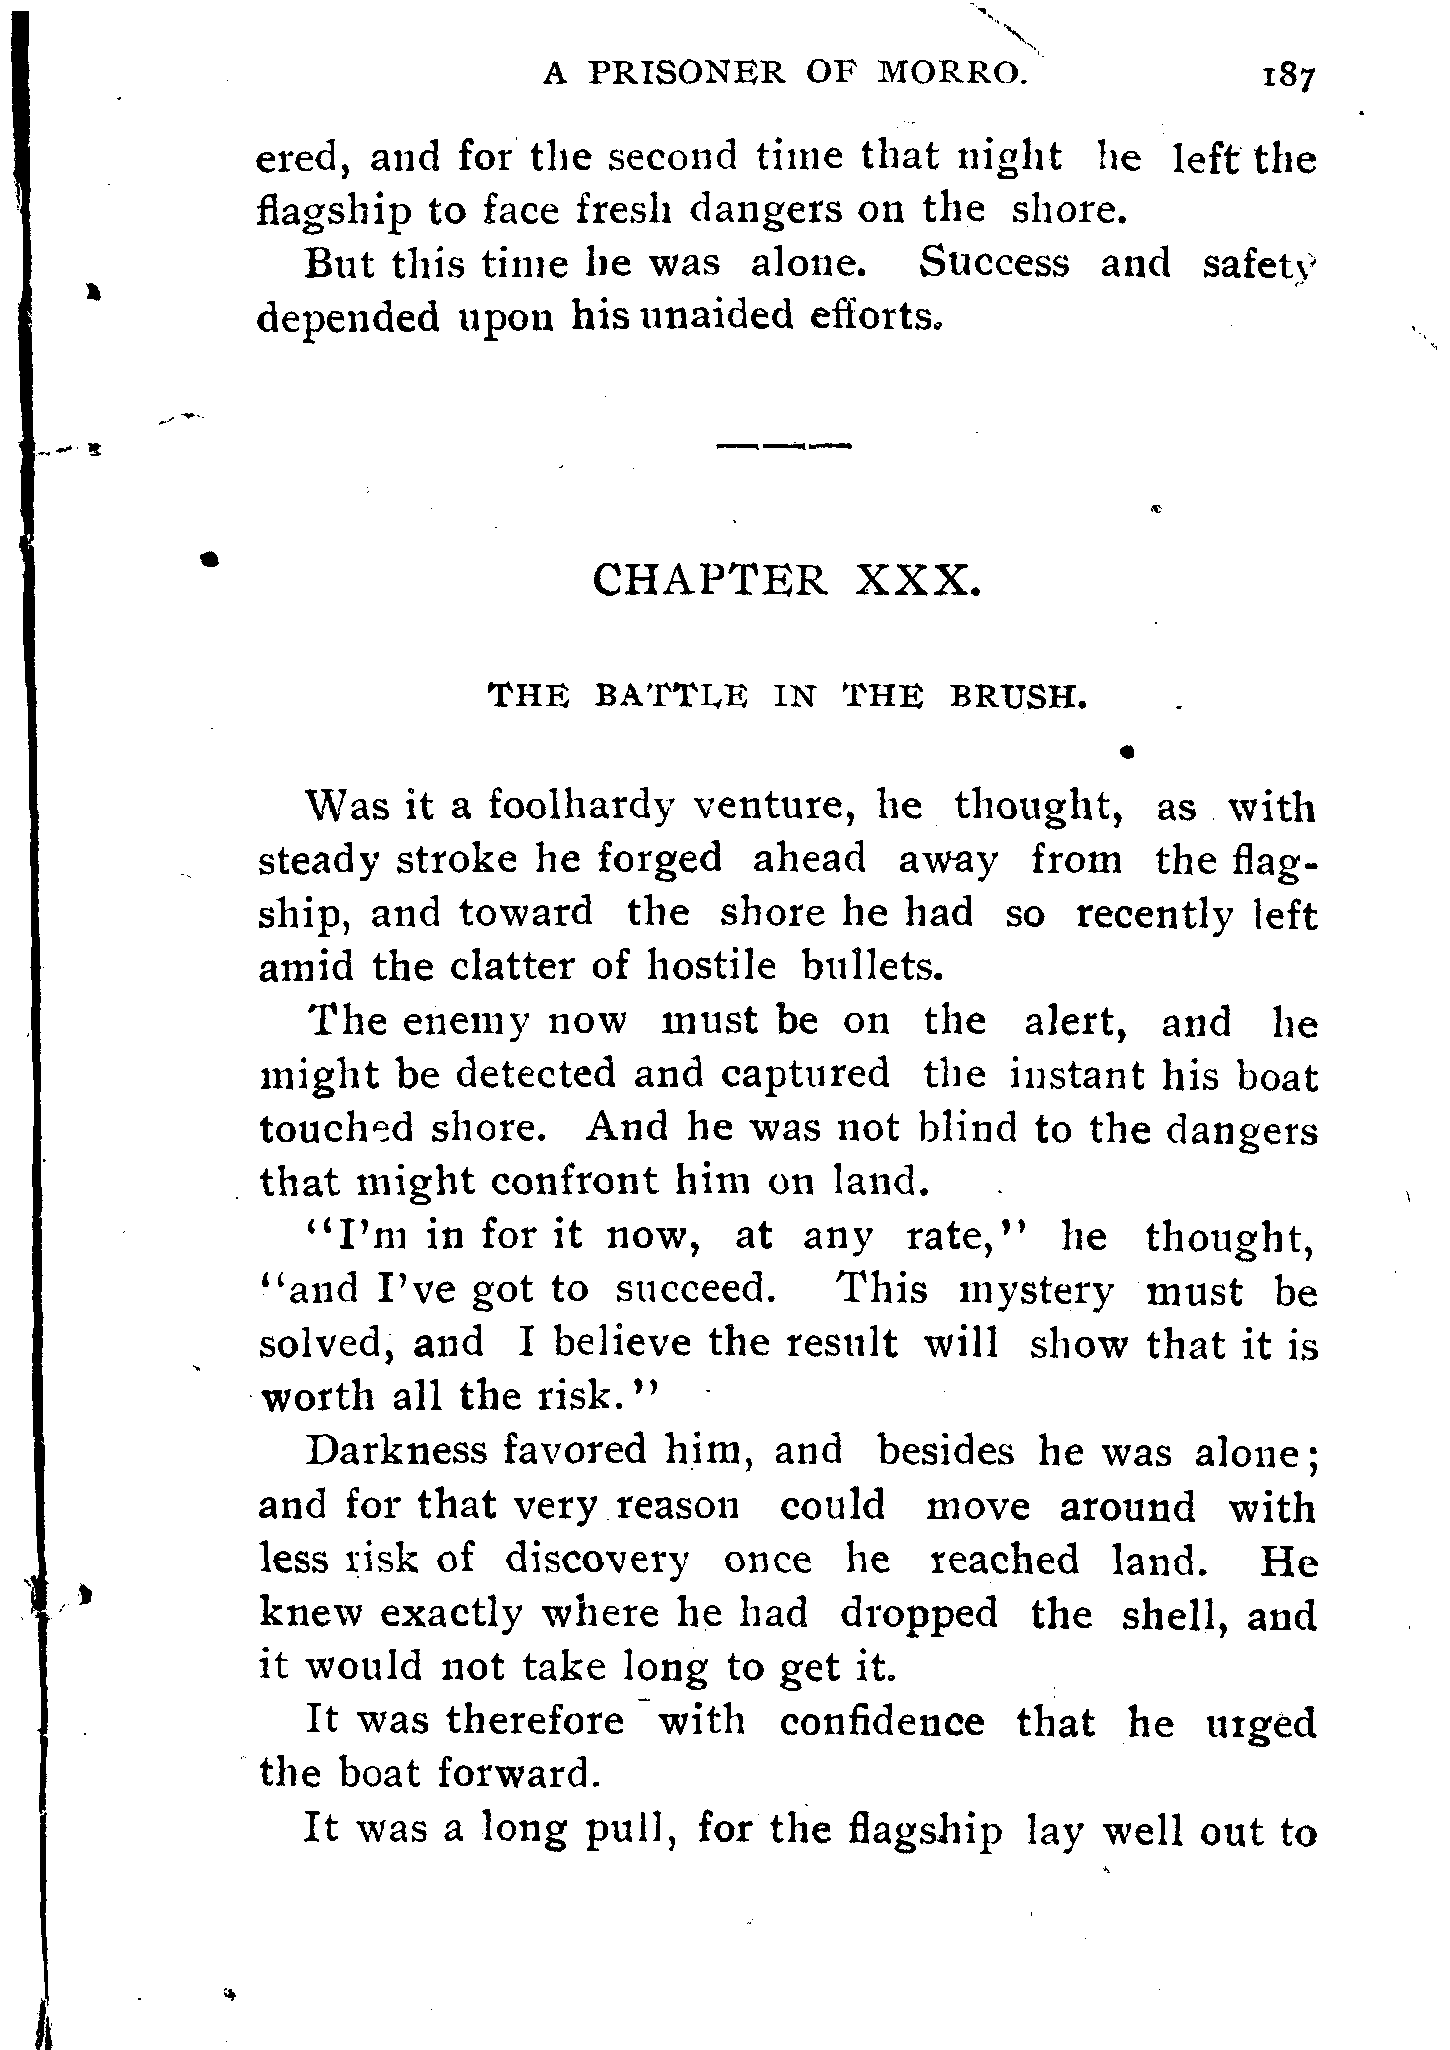 A PRISONER OF MORRO. 187
ered, and for the second time that night he left the
flagship to face fresh dangers on the shore.
But this time he was alone. Success and safety
depended upon his unaided efforts.
CHAPTER XXX.
THE BATTLE IN THE BRUSH.
Was it a foolhardy venture, he thought, as with
steady stroke he forged ahead away from the flag-
ship, and toward the shore he had so recently left
amid the clatter of hostile bullets.
The enemy now must be on the alert, and he
might be detected and captured the instant his boat
touched shore. And he was not blind to the dangers
that might confront him on land.
"I'm in for it now, at any rate," he thought,
"and I've got to succeed. This mystery must be
solved, and I believe the result will show that it is
worth all the risk."
Darkness favored him, and besides he was alone;
and for that very reason could move around with
less risk of discovery once he reached land. He
knew exactly where he had dropped the shell, and
it would not take long to get it.
It was therefore with confidence that he urged
the boat forward.
It was a long pull, for the flagship lay well out to